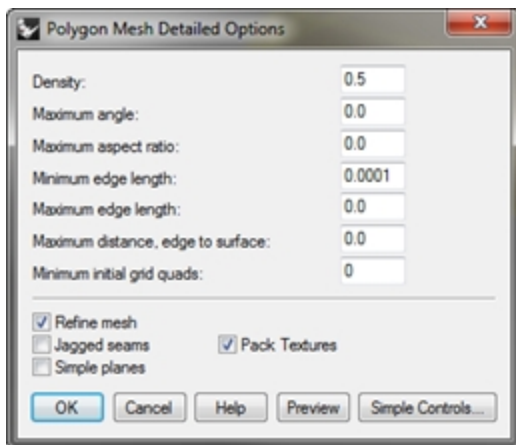 Polygon Mesh Detailed Options
Density: 0.5
Maximum angle: 0.0
Maximum aspect ratio: 0.0
Minimum edge length: 0.0001
Maximum edge length: 0.0
Maximum distance, edge to surface: 0.0
Minimum initial grid quads: 0
Refine mesh
Jagged seams Pack Textures
Simple planes
OK Cancel Help Preview Simple Controls...